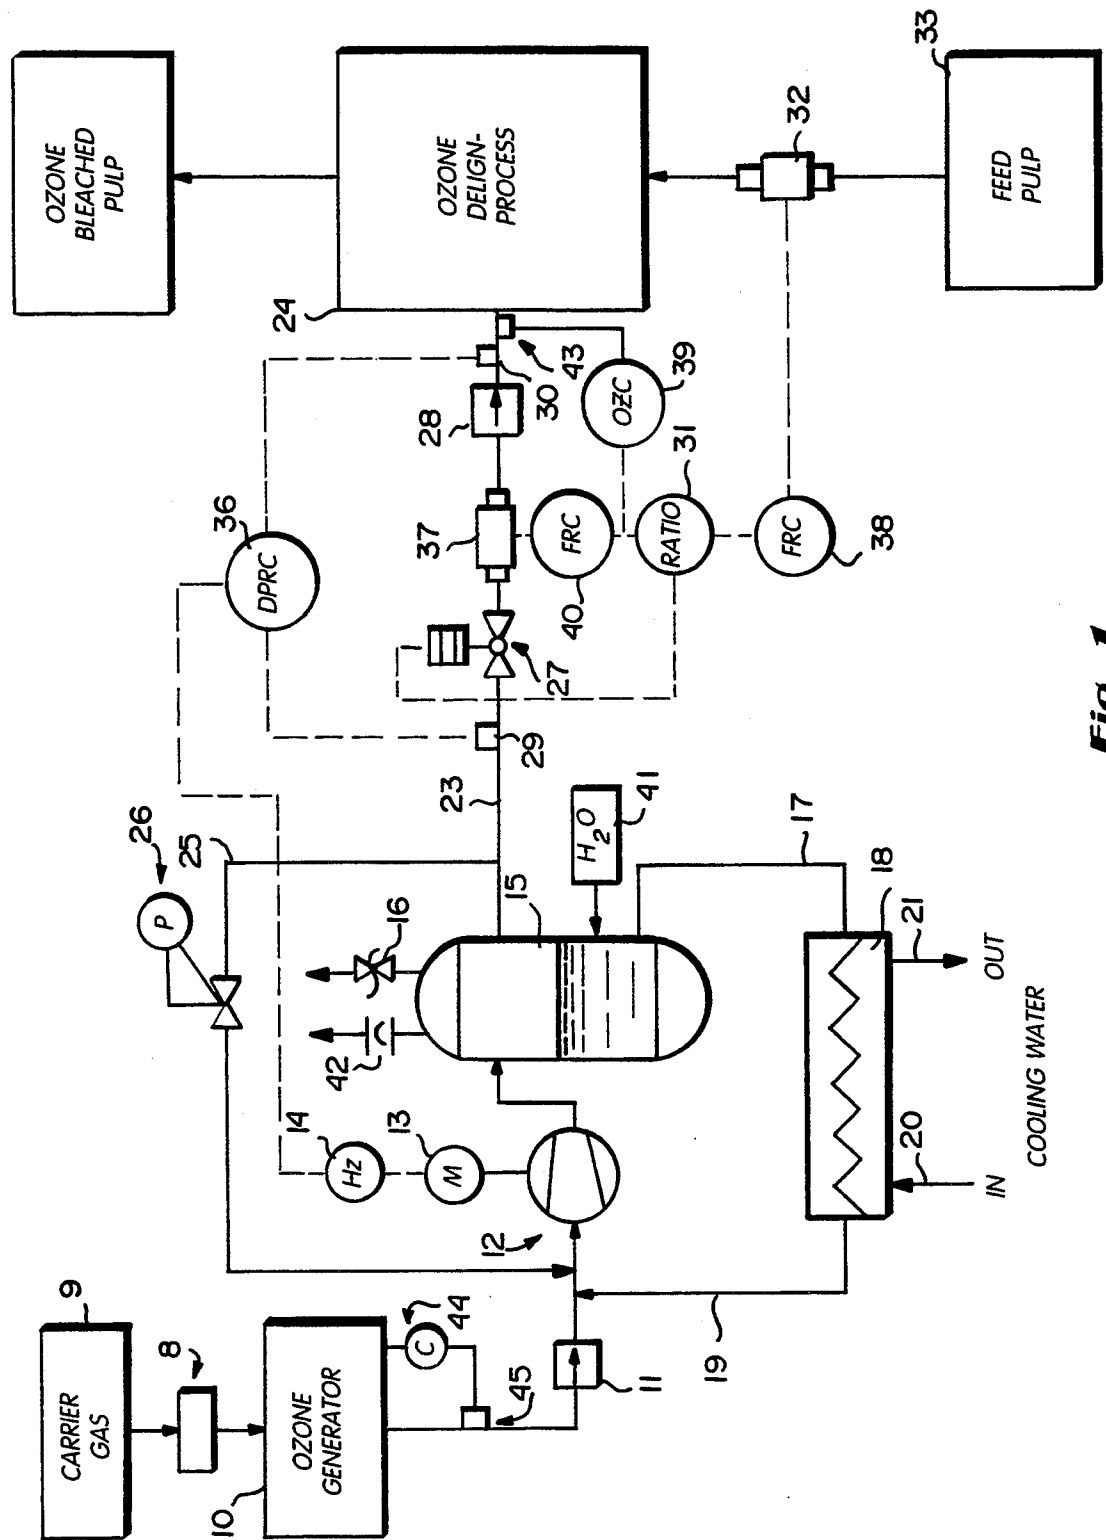 CARRIER
GAS
9
8
OZONE
GENERATOR
10
C
44
45
11
12
19
14
Hz
13
M
26
P
25
42
16
15
H₂O
41
23
17
18
20
21
IN
OUT
COOLING WATER
29
27
36
DPRC
37
28
30
43
FRC
40
OZC
39
RATIO
31
FRC
38
24
OZONE
BLEACHED
PULP
OZONE
DELIGN-
PROCESS
32
33
FEED
PULP
Fig. 1